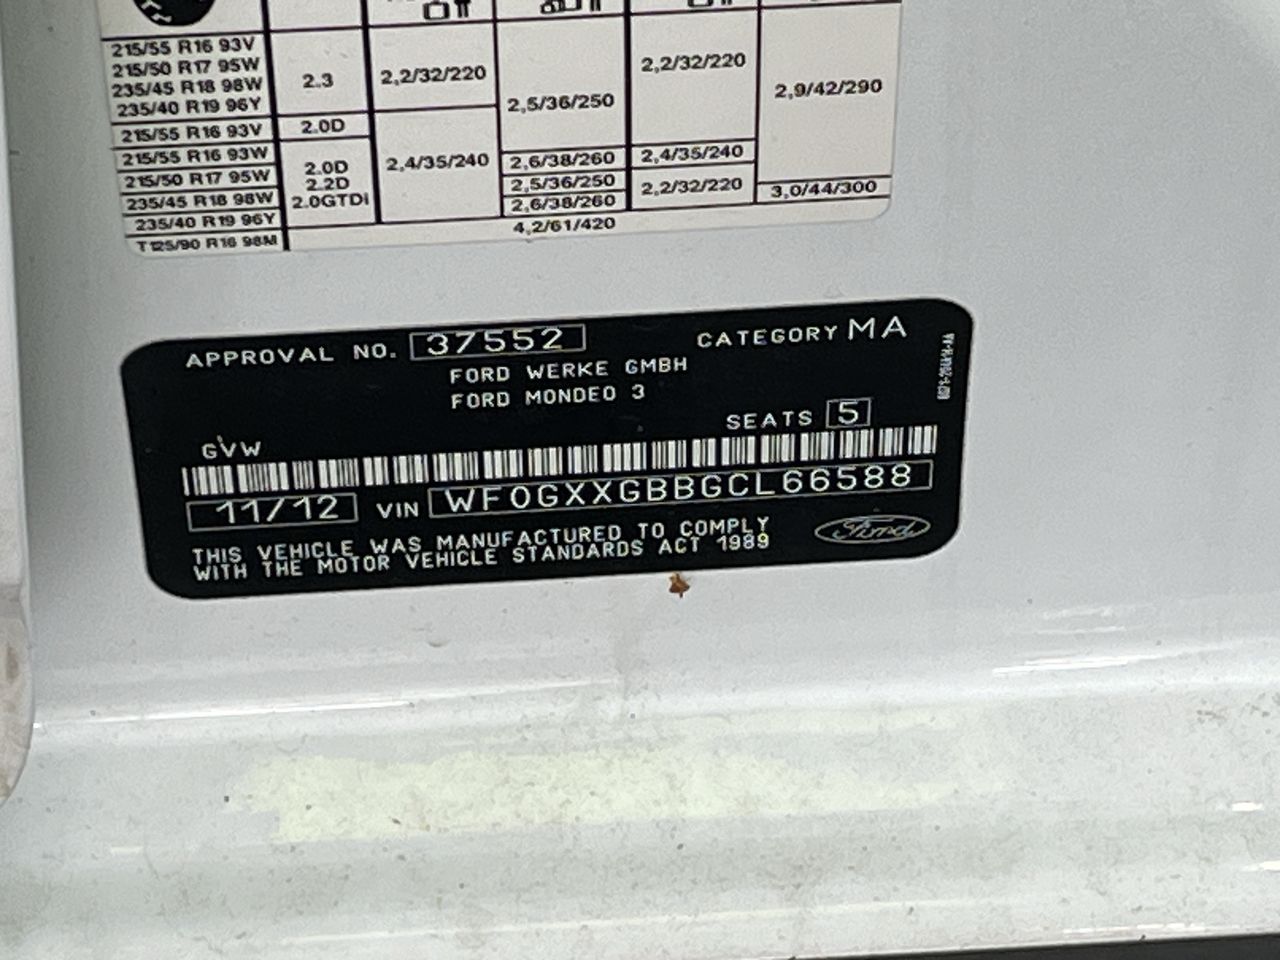 215/55 R16 93V
215/50 R17 95W
235/45 R18 98W
235/40 R19 96Y
2.3
2,2/32/220
2,5/36/250
2,2/32/220
2,9/42/290
215/55 R16 93V
2.0D
215/55 R16 93W
215/50 R17 95W
235/45 R18 98W
235/40 R19 96Y
2.0D
2.2D
2.0GTDi
2,4/35/240
2,6/38/260
2,4/35/240
2,5/36/250
2,2/32/220
2,6/38/260
3,0/44/300
T125/90 R16 98M
4,2/61/420
APPROVAL NO. 37552 CATEGORY MA
FORD WERKE GMBH
FORD MONDEO 3
SEATS 5
GVW
11/12 VIN WF0GXXGBBGCL66588
THIS VEHICLE WAS MANUFACTURED TO COMPLY
WITH THE MOTOR VEHICLE STANDARDS ACT 1989
Ford